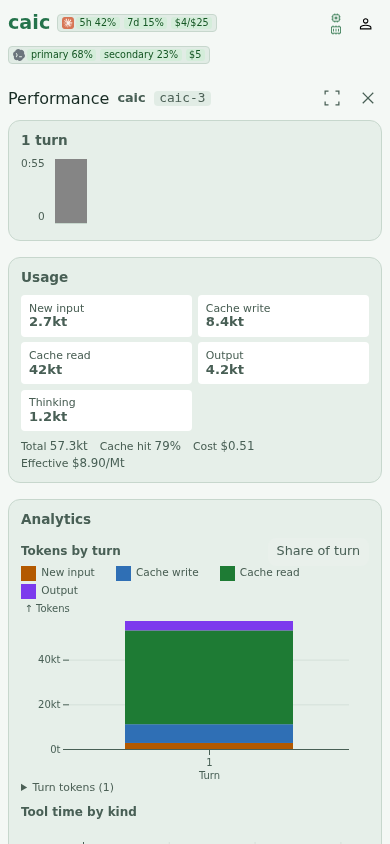 caic 5h 42% 7d 15% $4/$25
primary 68% secondary 23% $5
Performance caic caic-3
1 turn
0:55
0
Usage
New input Cache write
2.7kt 8.4kt
Cache read Output
42kt 4.2kt
Thinking
1.2kt
Total 57.3kt Cache hit 79% Cost $0.51
Effective $8.90/Mt
Analytics
Tokens by turn Share of turn
New input Cache write Cache read
Output
↑ Tokens
40kt
20kt
0t
1
Turn
▶ Turn tokens (1)
Tool time by kind